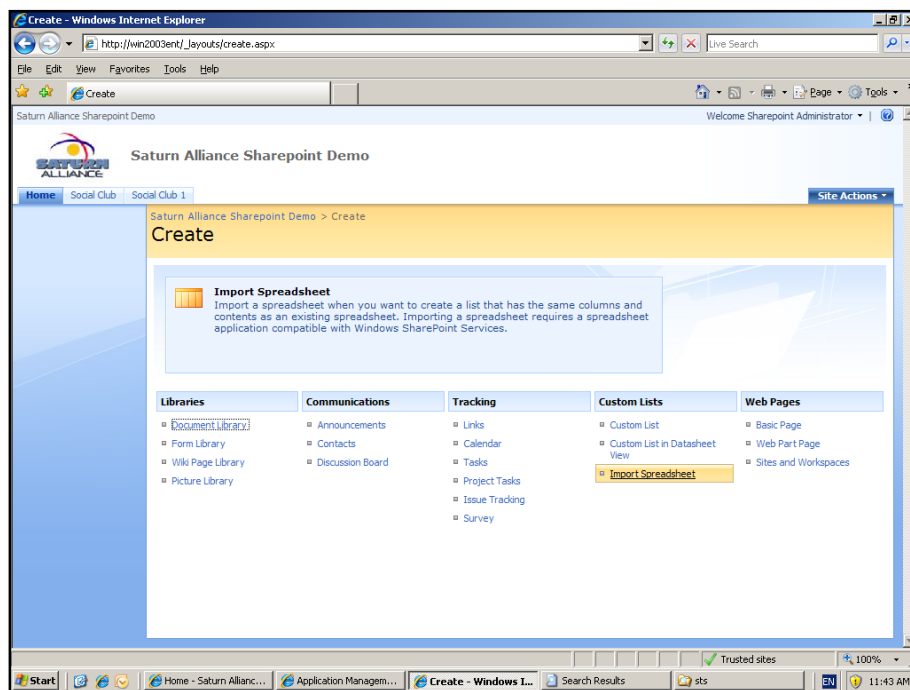 Create - Windows Internet Explorer
http://win2003ent/_layouts/create.aspx
Live Search
File Edit View Favorites Tools Help
Create
Page Tools
Saturn Alliance Sharepoint Demo
Welcome Sharepoint Administrator
SATURN
ALLIANCE
Saturn Alliance Sharepoint Demo
Home Social Club Social Club 1
Site Actions
Saturn Alliance Sharepoint Demo > Create
Create
Import Spreadsheet
Import a spreadsheet when you want to create a list that has the same columns and
contents as an existing spreadsheet. Importing a spreadsheet requires a spreadsheet
application compatible with Windows SharePoint Services.
Libraries
Document Library
Form Library
Wiki Page Library
Picture Library
Communications
Announcements
Contacts
Discussion Board
Tracking
Links
Calendar
Tasks
Project Tasks
Issue Tracking
Survey
Custom Lists
Custom List
Custom List in Datasheet
View
Import Spreadsheet
Web Pages
Basic Page
Web Part Page
Sites and Workspaces
Trusted sites
100%
Start
Home - Saturn Allianc...
Application Managem...
Create - Windows I...
Search Results
sts
EN
11:43 AM